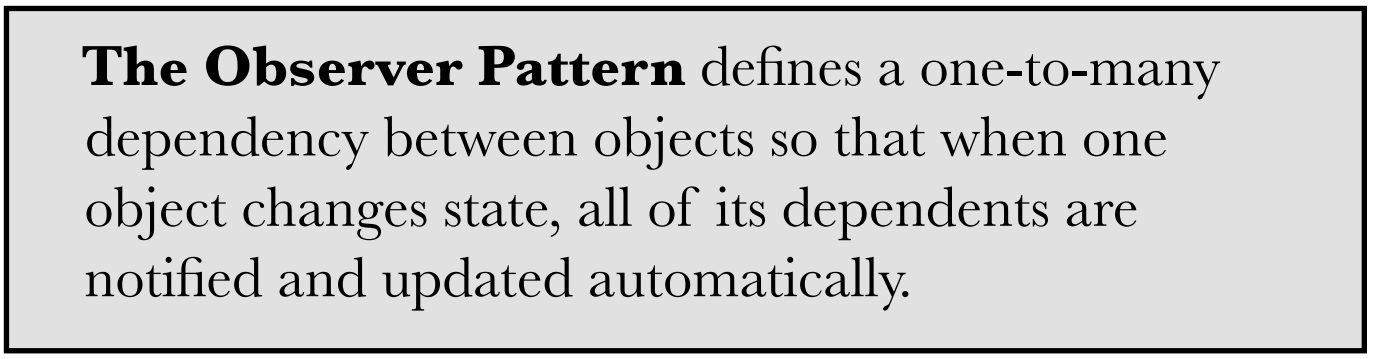 The Observer Pattern defines a one-to-many
dependency between objects so that when one
object changes state, all of its dependents are
notified and updated automatically.